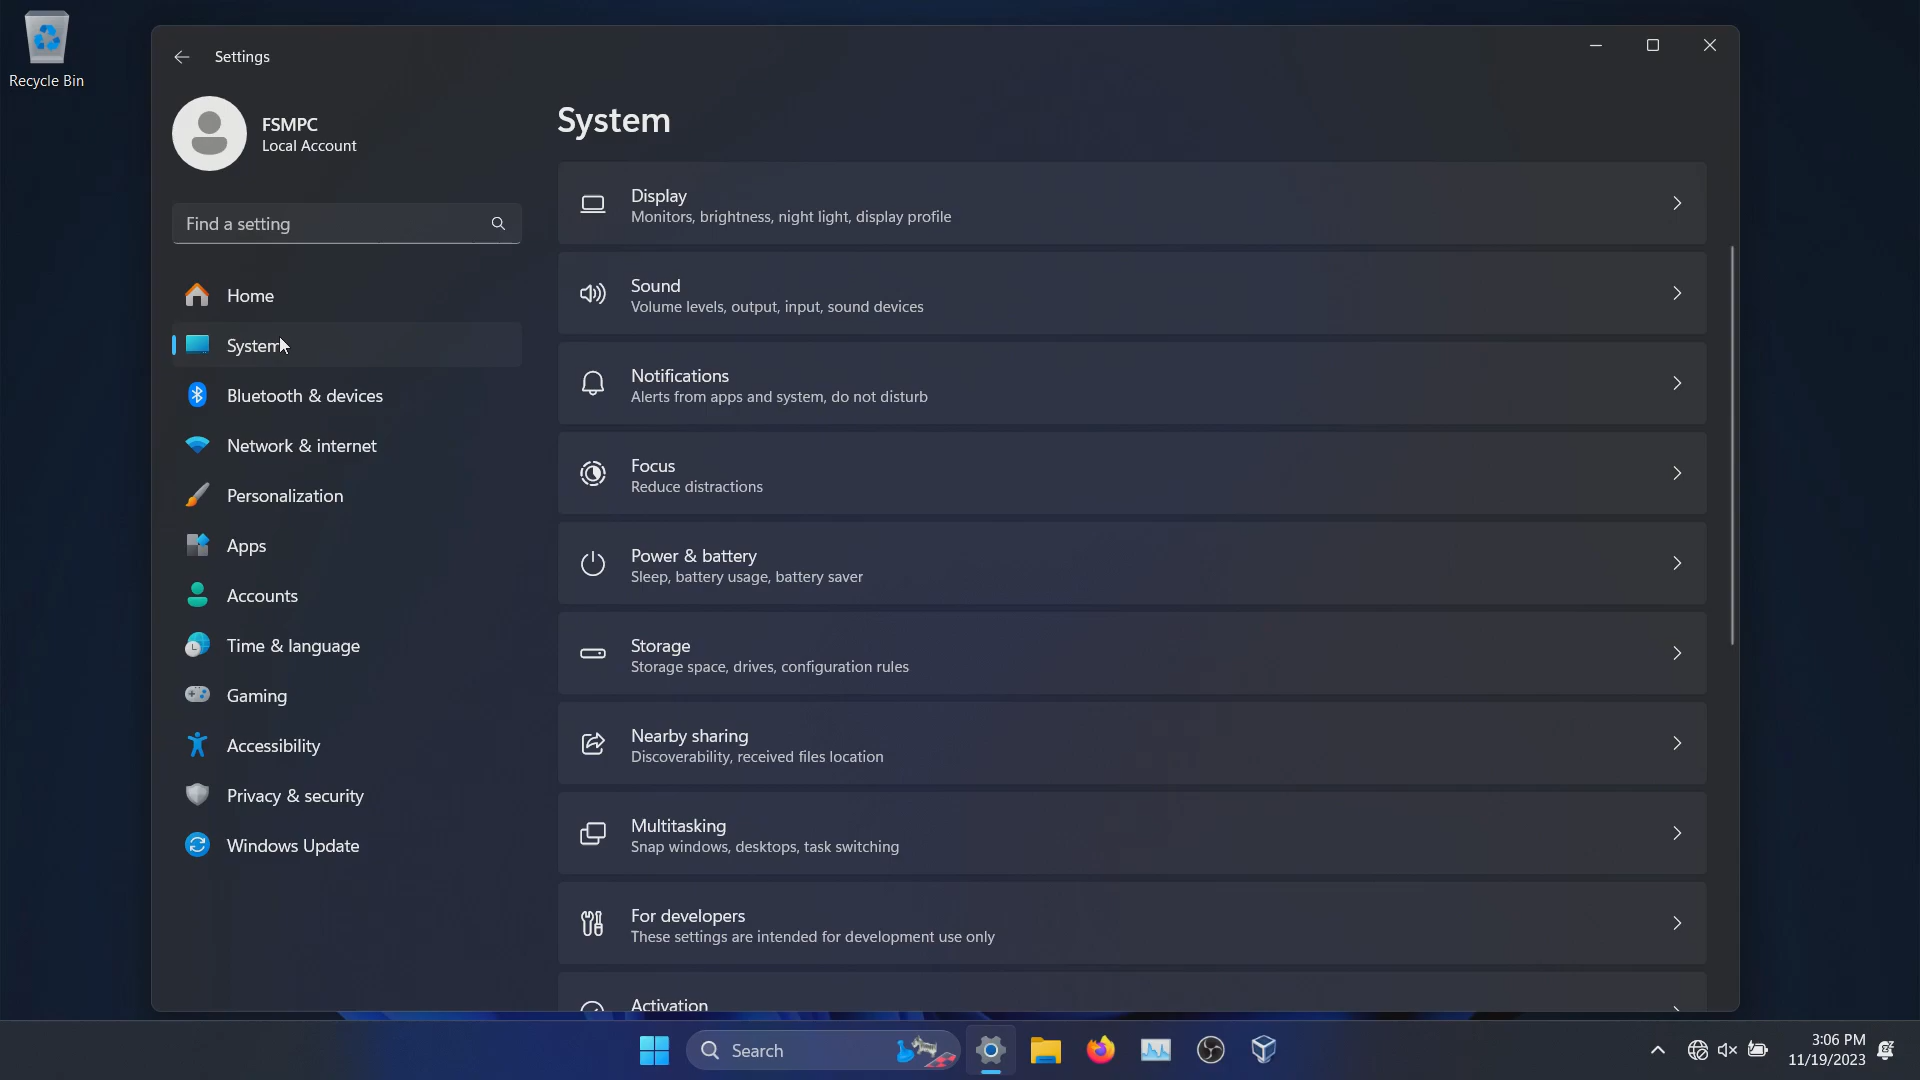 Recycle Bin
Settings
FSMPC
Local Account
Find a setting
Home
System
Bluetooth & devices
Network & internet
Personalization
Apps
Accounts
Time & language
Gaming
Accessibility
Privacy & security
Windows Update
System
Display
Monitors, brightness, night light, display profile
Sound
Volume levels, output, input, sound devices
Notifications
Alerts from apps and system, do not disturb
Focus
Reduce distractions
Power & battery
Sleep, battery usage, battery saver
Storage
Storage space, drives, configuration rules
Nearby sharing
Discoverability, received files location
Multitasking
Snap windows, desktops, task switching
For developers
These settings are intended for development use only
Activation
Search
3:06 PM
11/19/2023